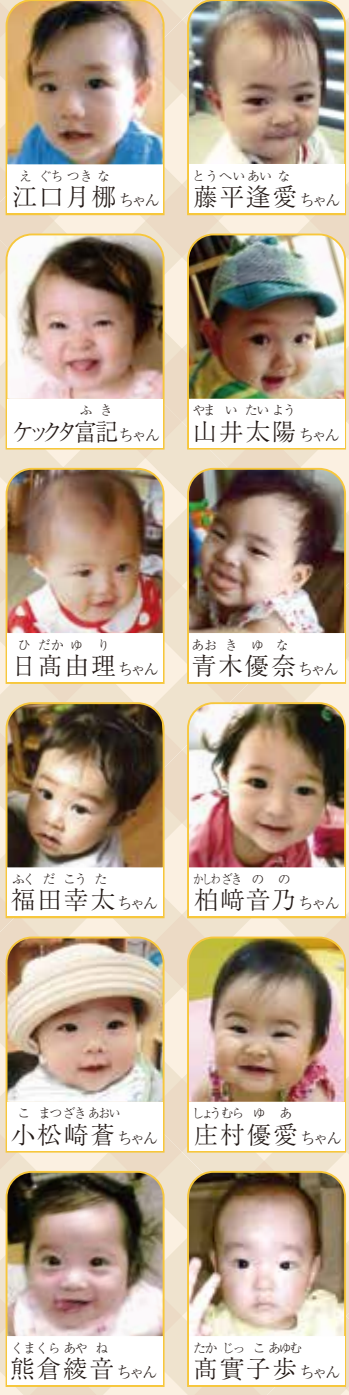 えぐちつきな
江口月梛ちゃん
とうへいあいな
藤平逢愛ちゃん
ふき
ケックタ富記ちゃん
やまいたいよう
山井太陽ちゃん
ひだかゆり
日髙由理ちゃん
あおきゆな
青木優奈ちゃん
ふくだこうた
福田幸太ちゃん
かしわざきのの
柏﨑音乃ちゃん
こまつざきあおい
小松崎蒼ちゃん
しょうむらゆあ
庄村優愛ちゃん
くまくらあやね
熊倉綾音ちゃん
たかじっこあゆむ
髙實子歩ちゃん